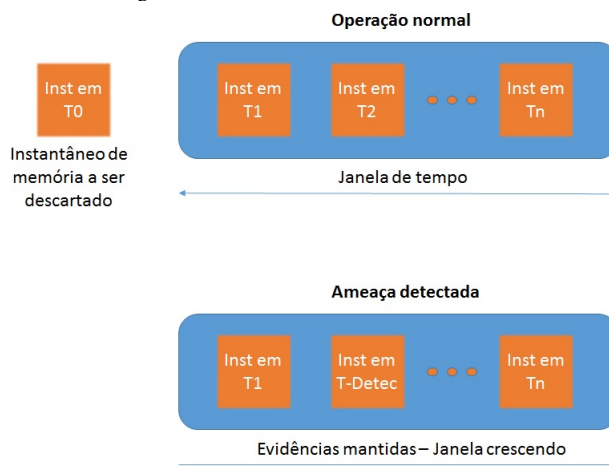 Operação normal
Inst em
T0
Inst em
T1
Inst em
T2
Inst em
Tn
Instantâneo de
memória a ser
descartado
Janela de tempo
Ameaça detectada
Inst em
T1
Inst em
T-Detec
Inst em
Tn
Evidências mantidas – Janela crescendo